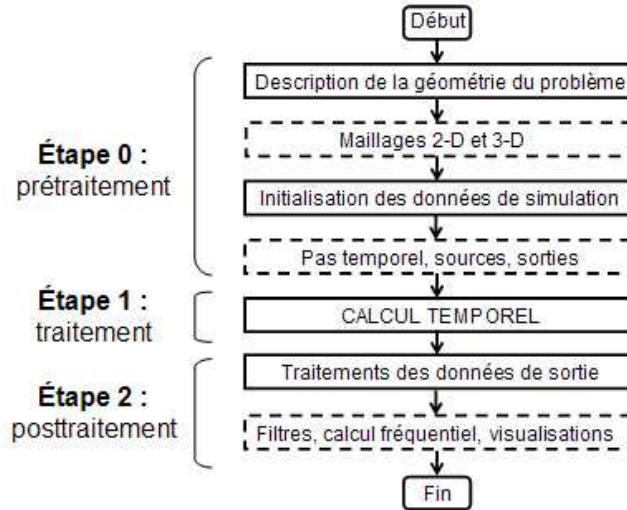 Début
Description de la géométrie du problème
Maillages 2-D et 3-D
Étape 0 :
prétraitement
Initialisation des données de simulation
Pas temporel, sources, sorties
Étape 1 :
traitement
CALCUL TEMPOREL
Traitements des données de sortie
Étape 2 :
posttraitement
Filtres, calcul fréquentiel, visualisations
Fin